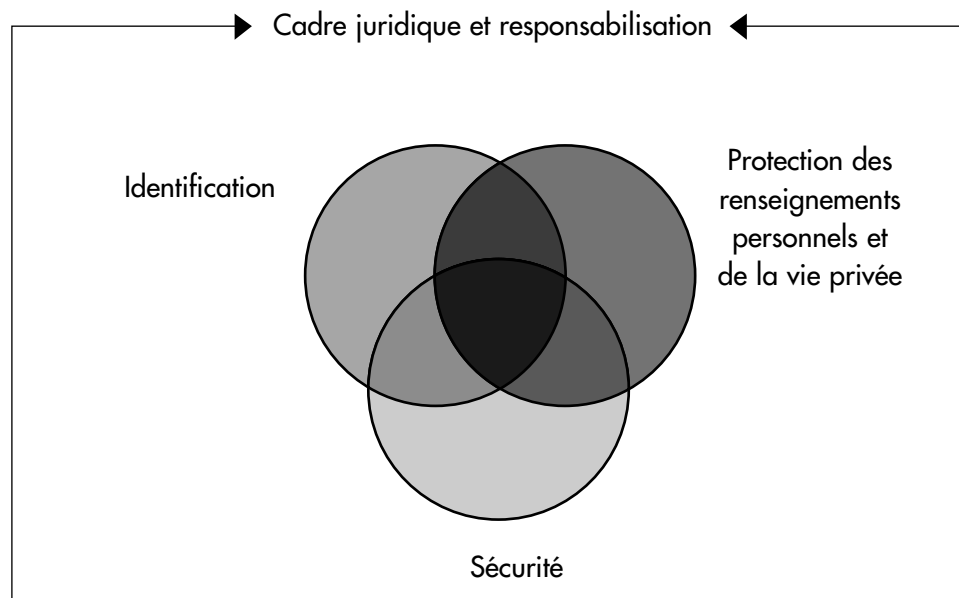 Cadre juridique et responsabilisation
Identification
Protection des
renseignements
personnels et
de la vie privée
Sécurité